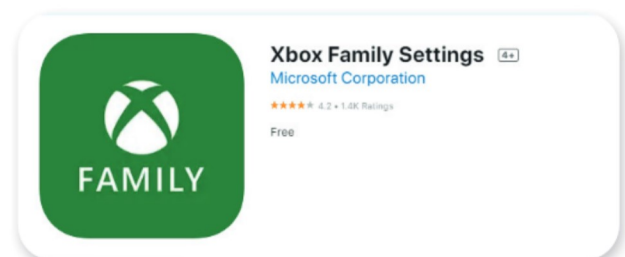 FAMILY
Xbox Family Settings 4+
Microsoft Corporation
★★★★★ 4.2 • 1.4K Ratings
Free